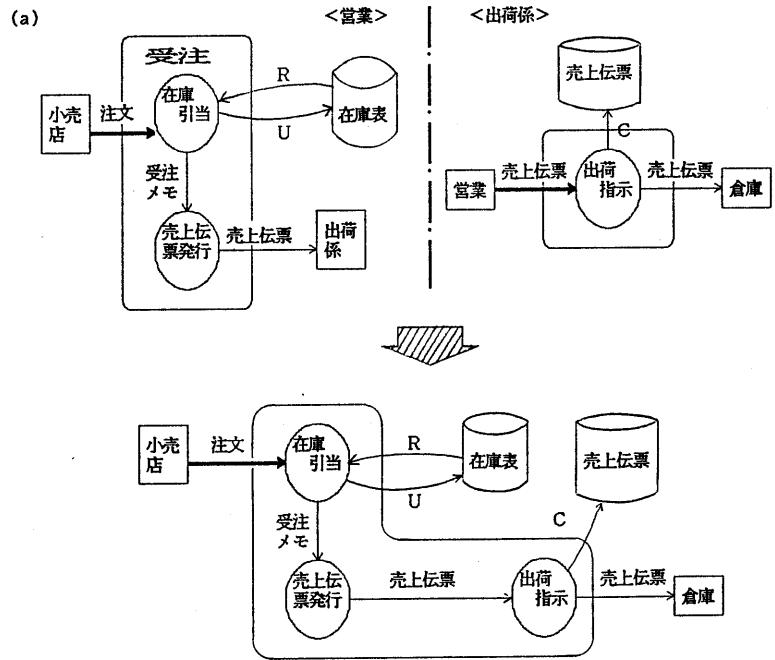 (a)
<営業>
<出荷係>
受注
小売
店
注文
在庫
引当
R
U
在庫表
受注
メモ
売上伝
票発行
売上伝票
出荷
係
売上伝票
C
営業
売上伝票
出荷
指示
売上伝票
倉庫
小売
店
注文
在庫
引当
R
U
在庫表
売上伝票
C
受注
メモ
売上伝
票発行
売上伝票
出荷
指示
売上伝票
倉庫